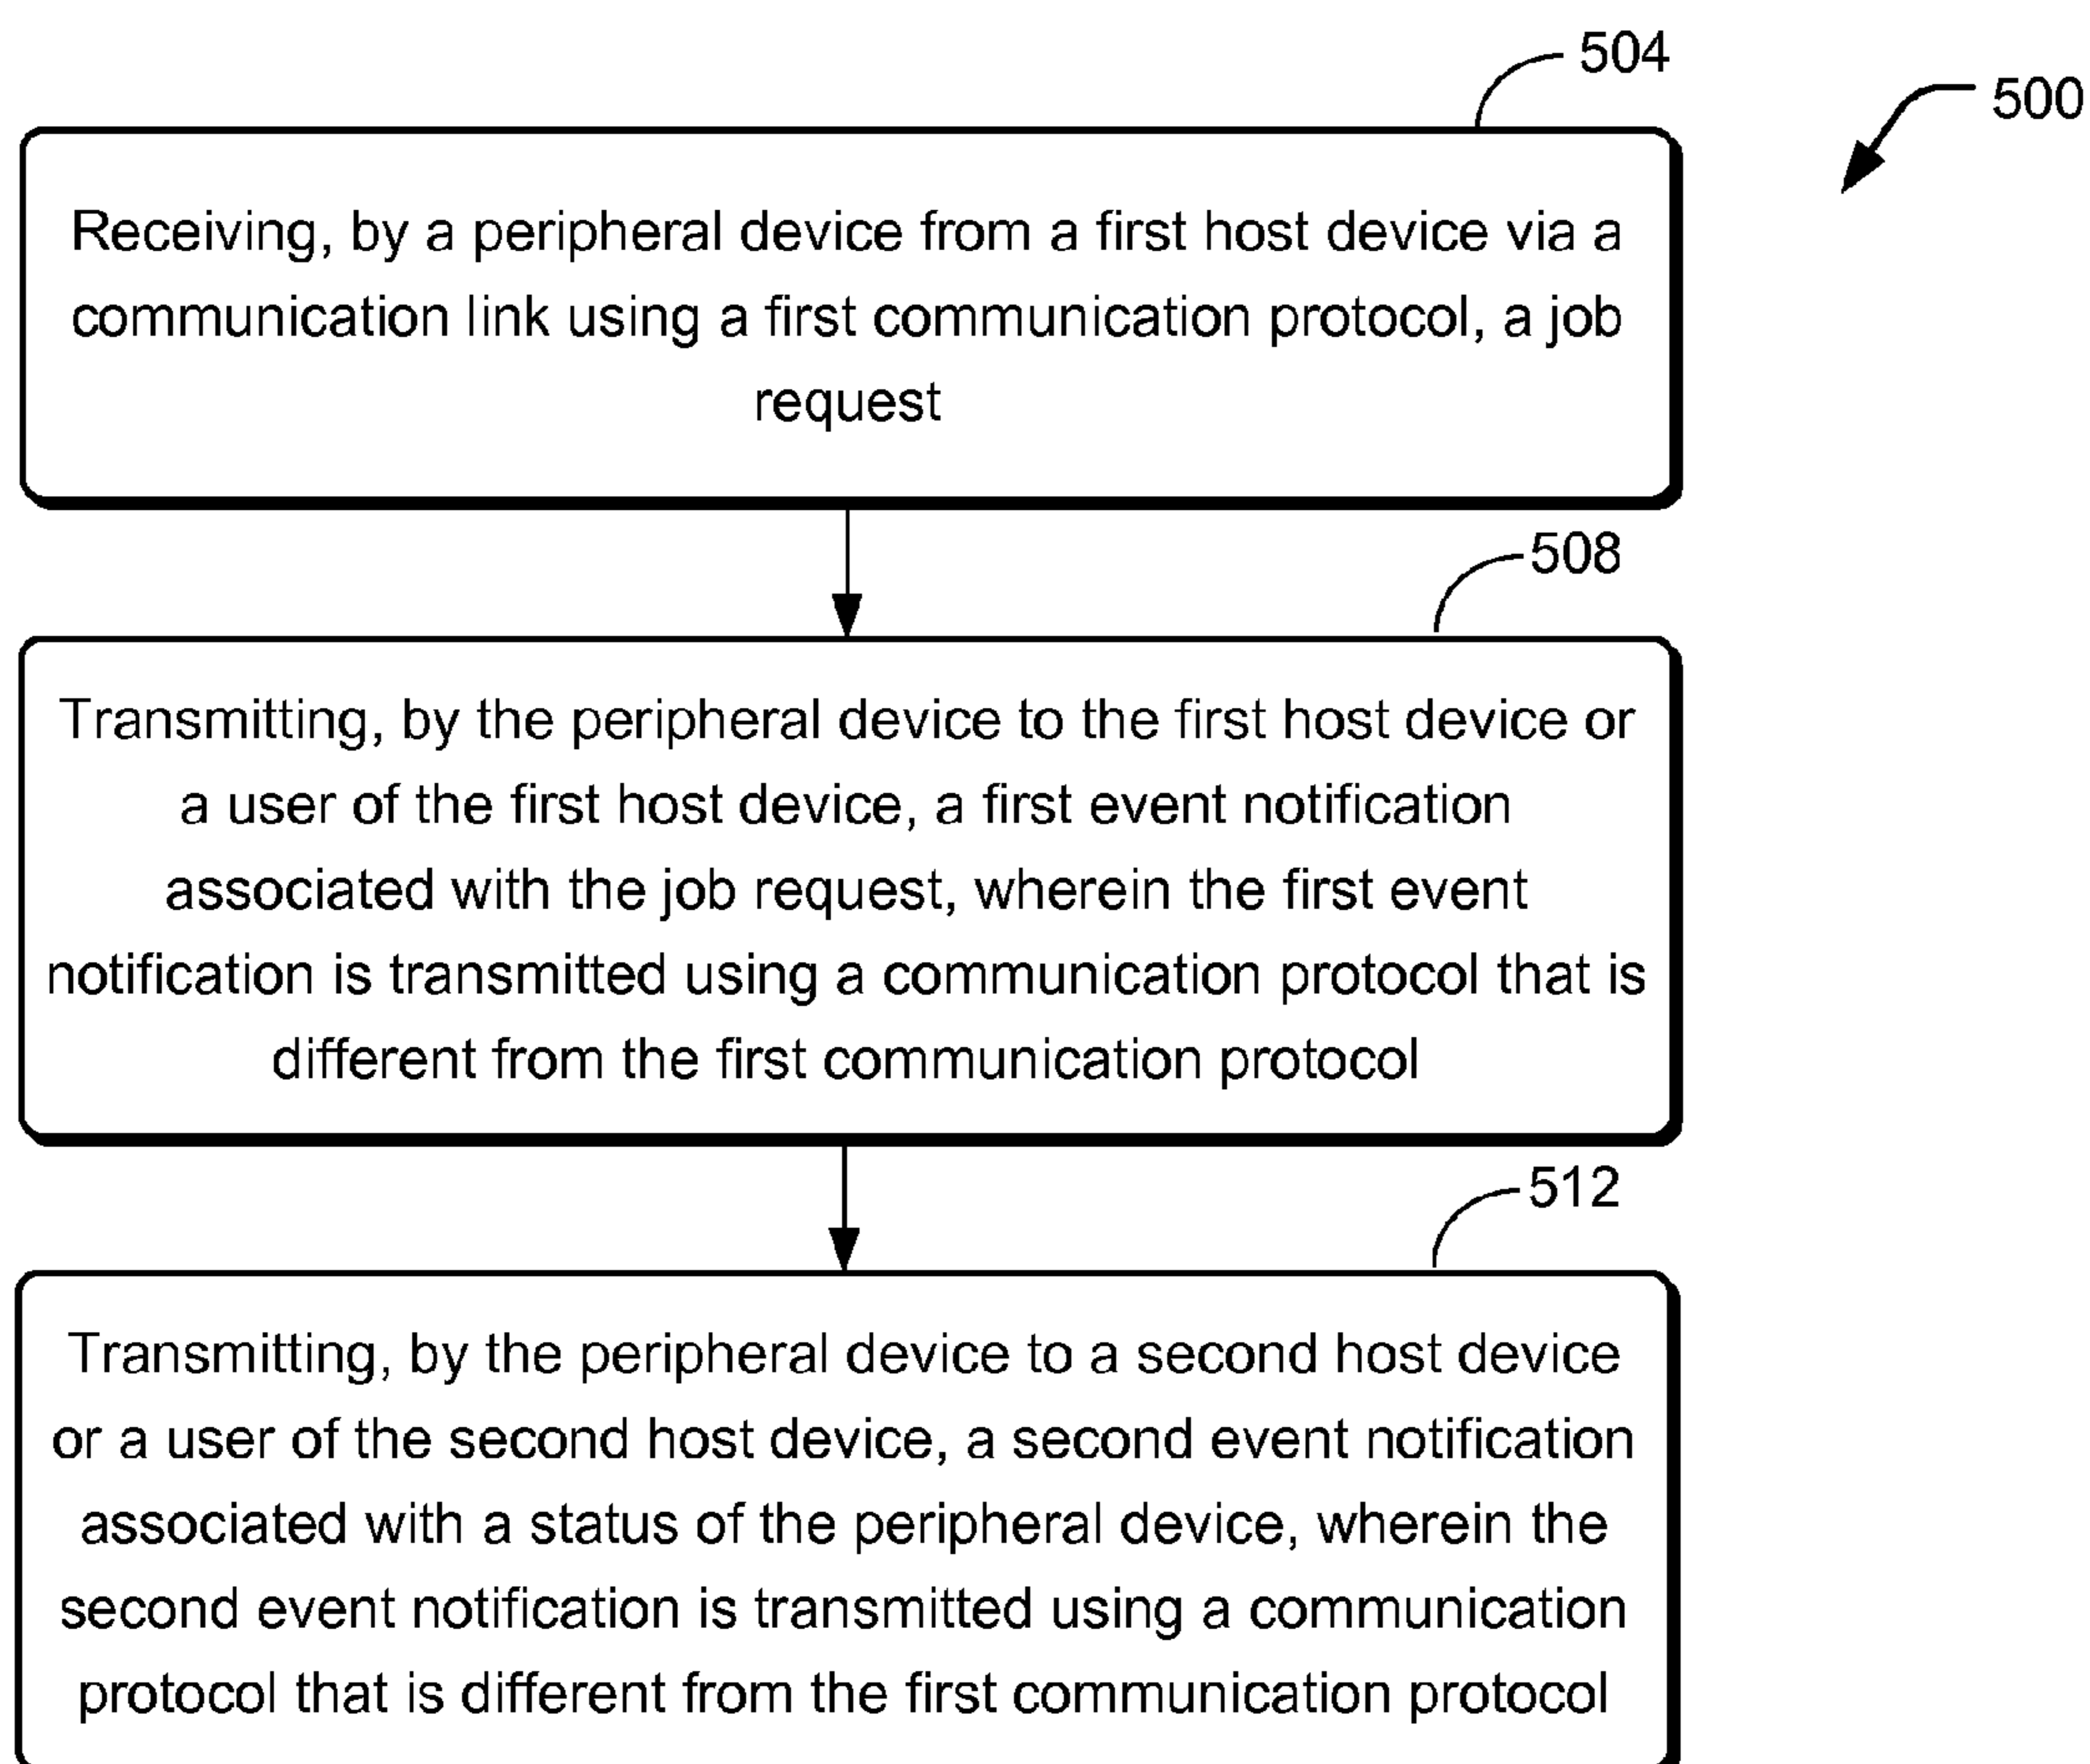 504
500
Receiving, by a peripheral device from a first host device via a
communication link using a first communication protocol, a job
request
508
Transmitting, by the peripheral device to the first host device or
a user of the first host device, a first event notification
associated with the job request, wherein the first event
notification is transmitted using a communication protocol that is
different from the first communication protocol
512
Transmitting, by the peripheral device to a second host device
or a user of the second host device, a second event notification
associated with a status of the peripheral device, wherein the
second event notification is transmitted using a communication
protocol that is different from the first communication protocol